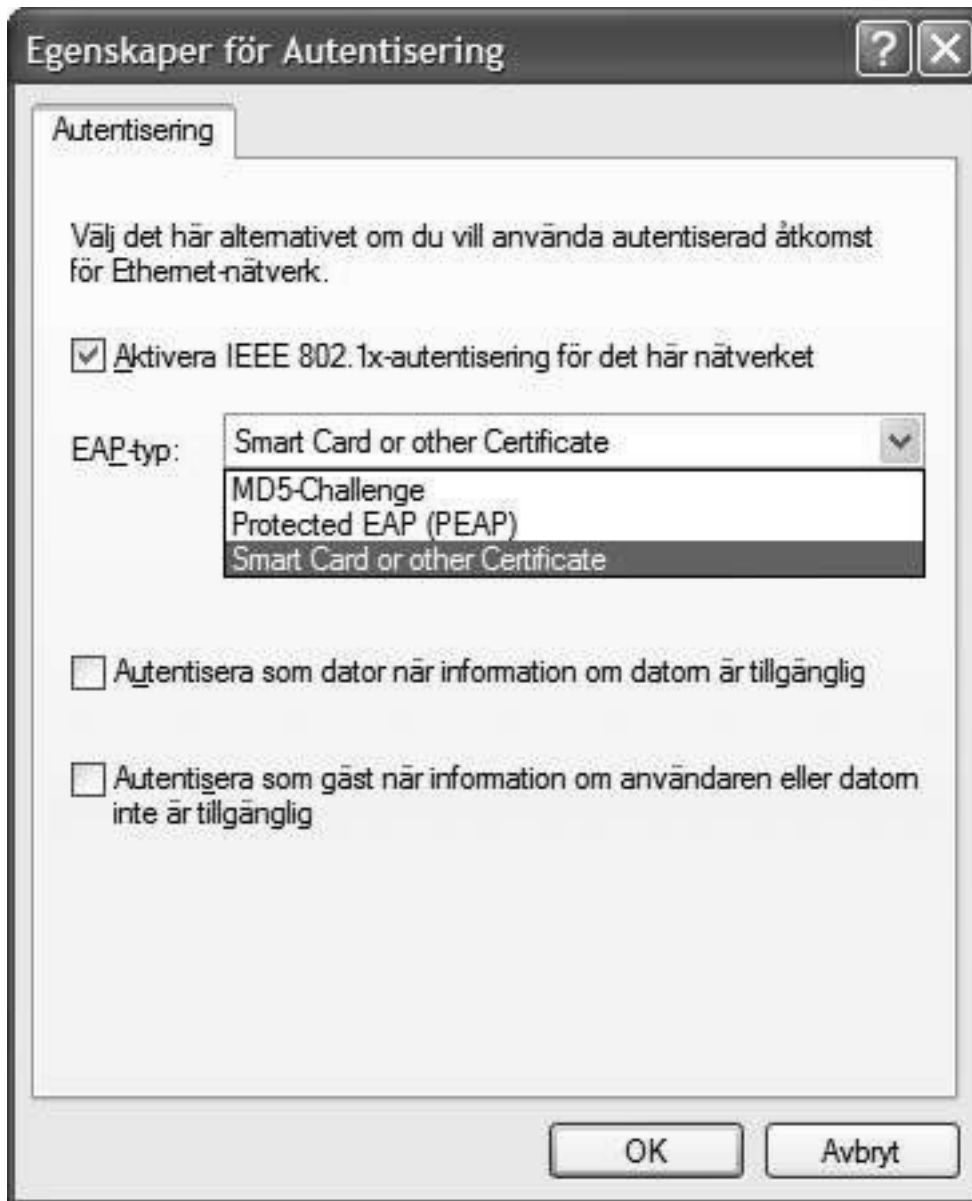 Egenskaper för Autentisering
Autentisering
Välj det här alternativet om du vill använda autentiserad åtkomst
för Ethernet-nätverk.
Aktivera IEEE 802.1x-autentisering för det här nätverket
EAP-typ:
Smart Card or other Certificate
MD5-Challenge
Protected EAP (PEAP)
Smart Card or other Certificate
Autentisera som dator när information om datorn är tillgänglig
Autentisera som gäst när information om användaren eller datorn
inte är tillgänglig
OK
Avbryt